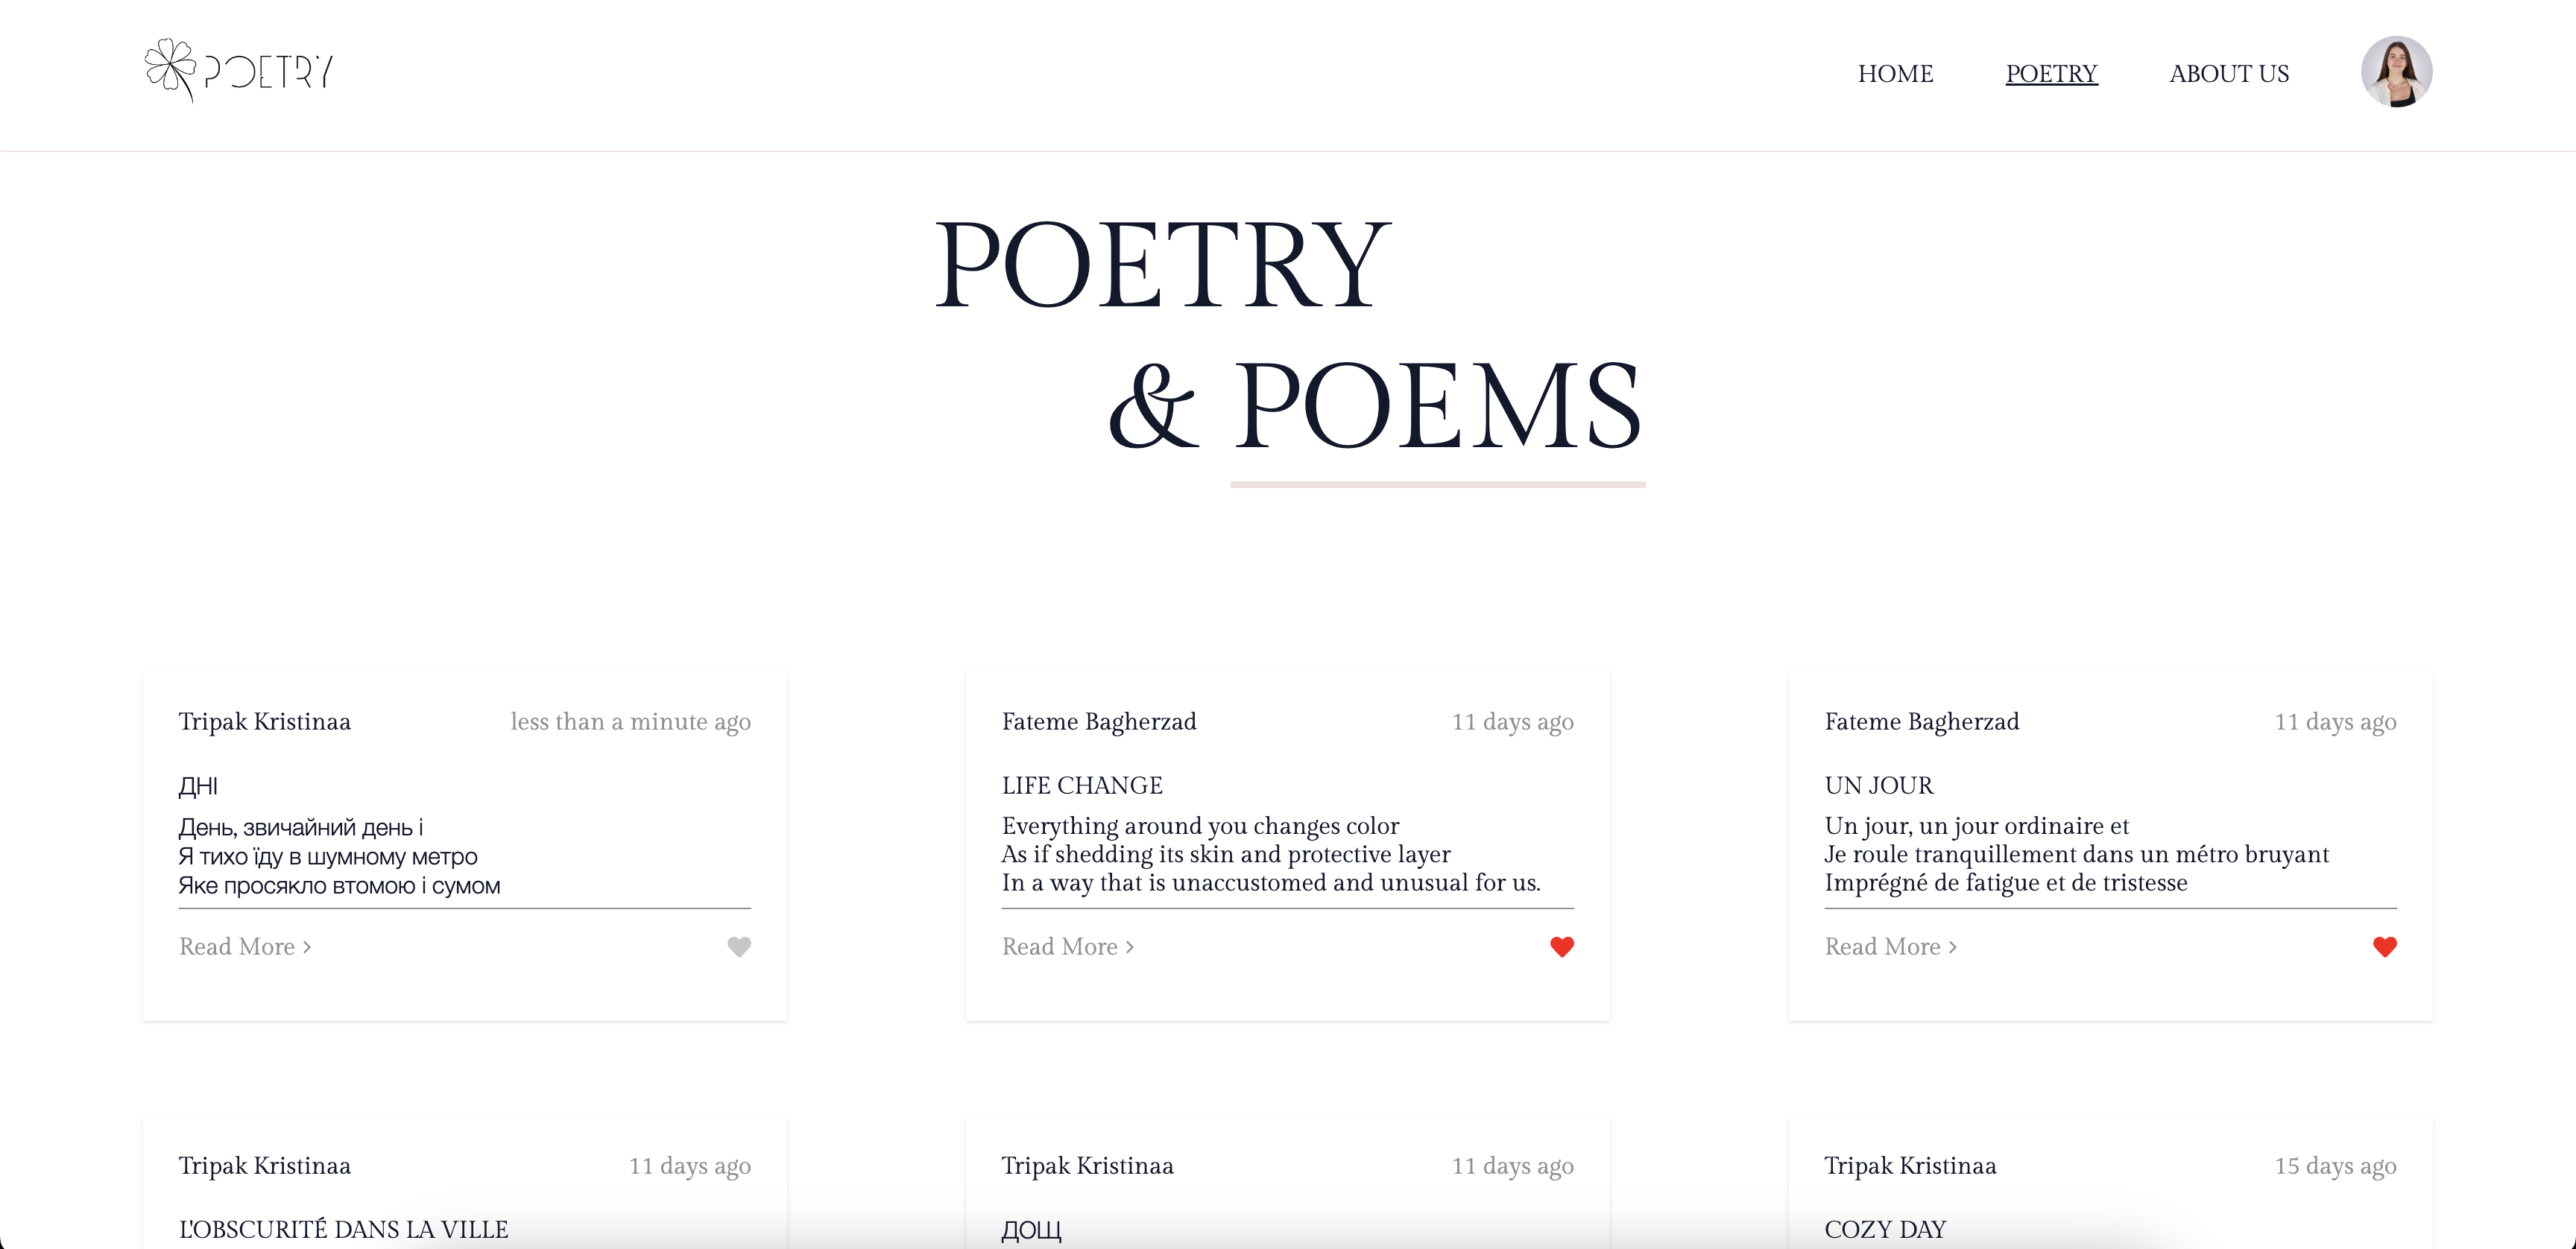 POETRY
HOME
POETRY
ABOUT US
POETRY
& POEMS
Tripak Kristinaa
less than a minute ago
ДНІ
День, звичайний день і
Я тихо їду в шумному метро
Яке просякло втомою і сумом
Read More >
Fateme Bagherzad
11 days ago
LIFE CHANGE
Everything around you changes color
As if shedding its skin and protective layer
In a way that is unaccustomed and unusual for us.
Read More >
Fateme Bagherzad
11 days ago
UN JOUR
Un jour, un jour ordinaire et
Je roule tranquillement dans un métro bruyant
Imprégné de fatigue et de tristesse
Read More >
Tripak Kristinaa
11 days ago
L'OBSCURITÉ DANS LA VILLE
Tripak Kristinaa
11 days ago
ДОЩ
Tripak Kristinaa
15 days ago
COZY DAY